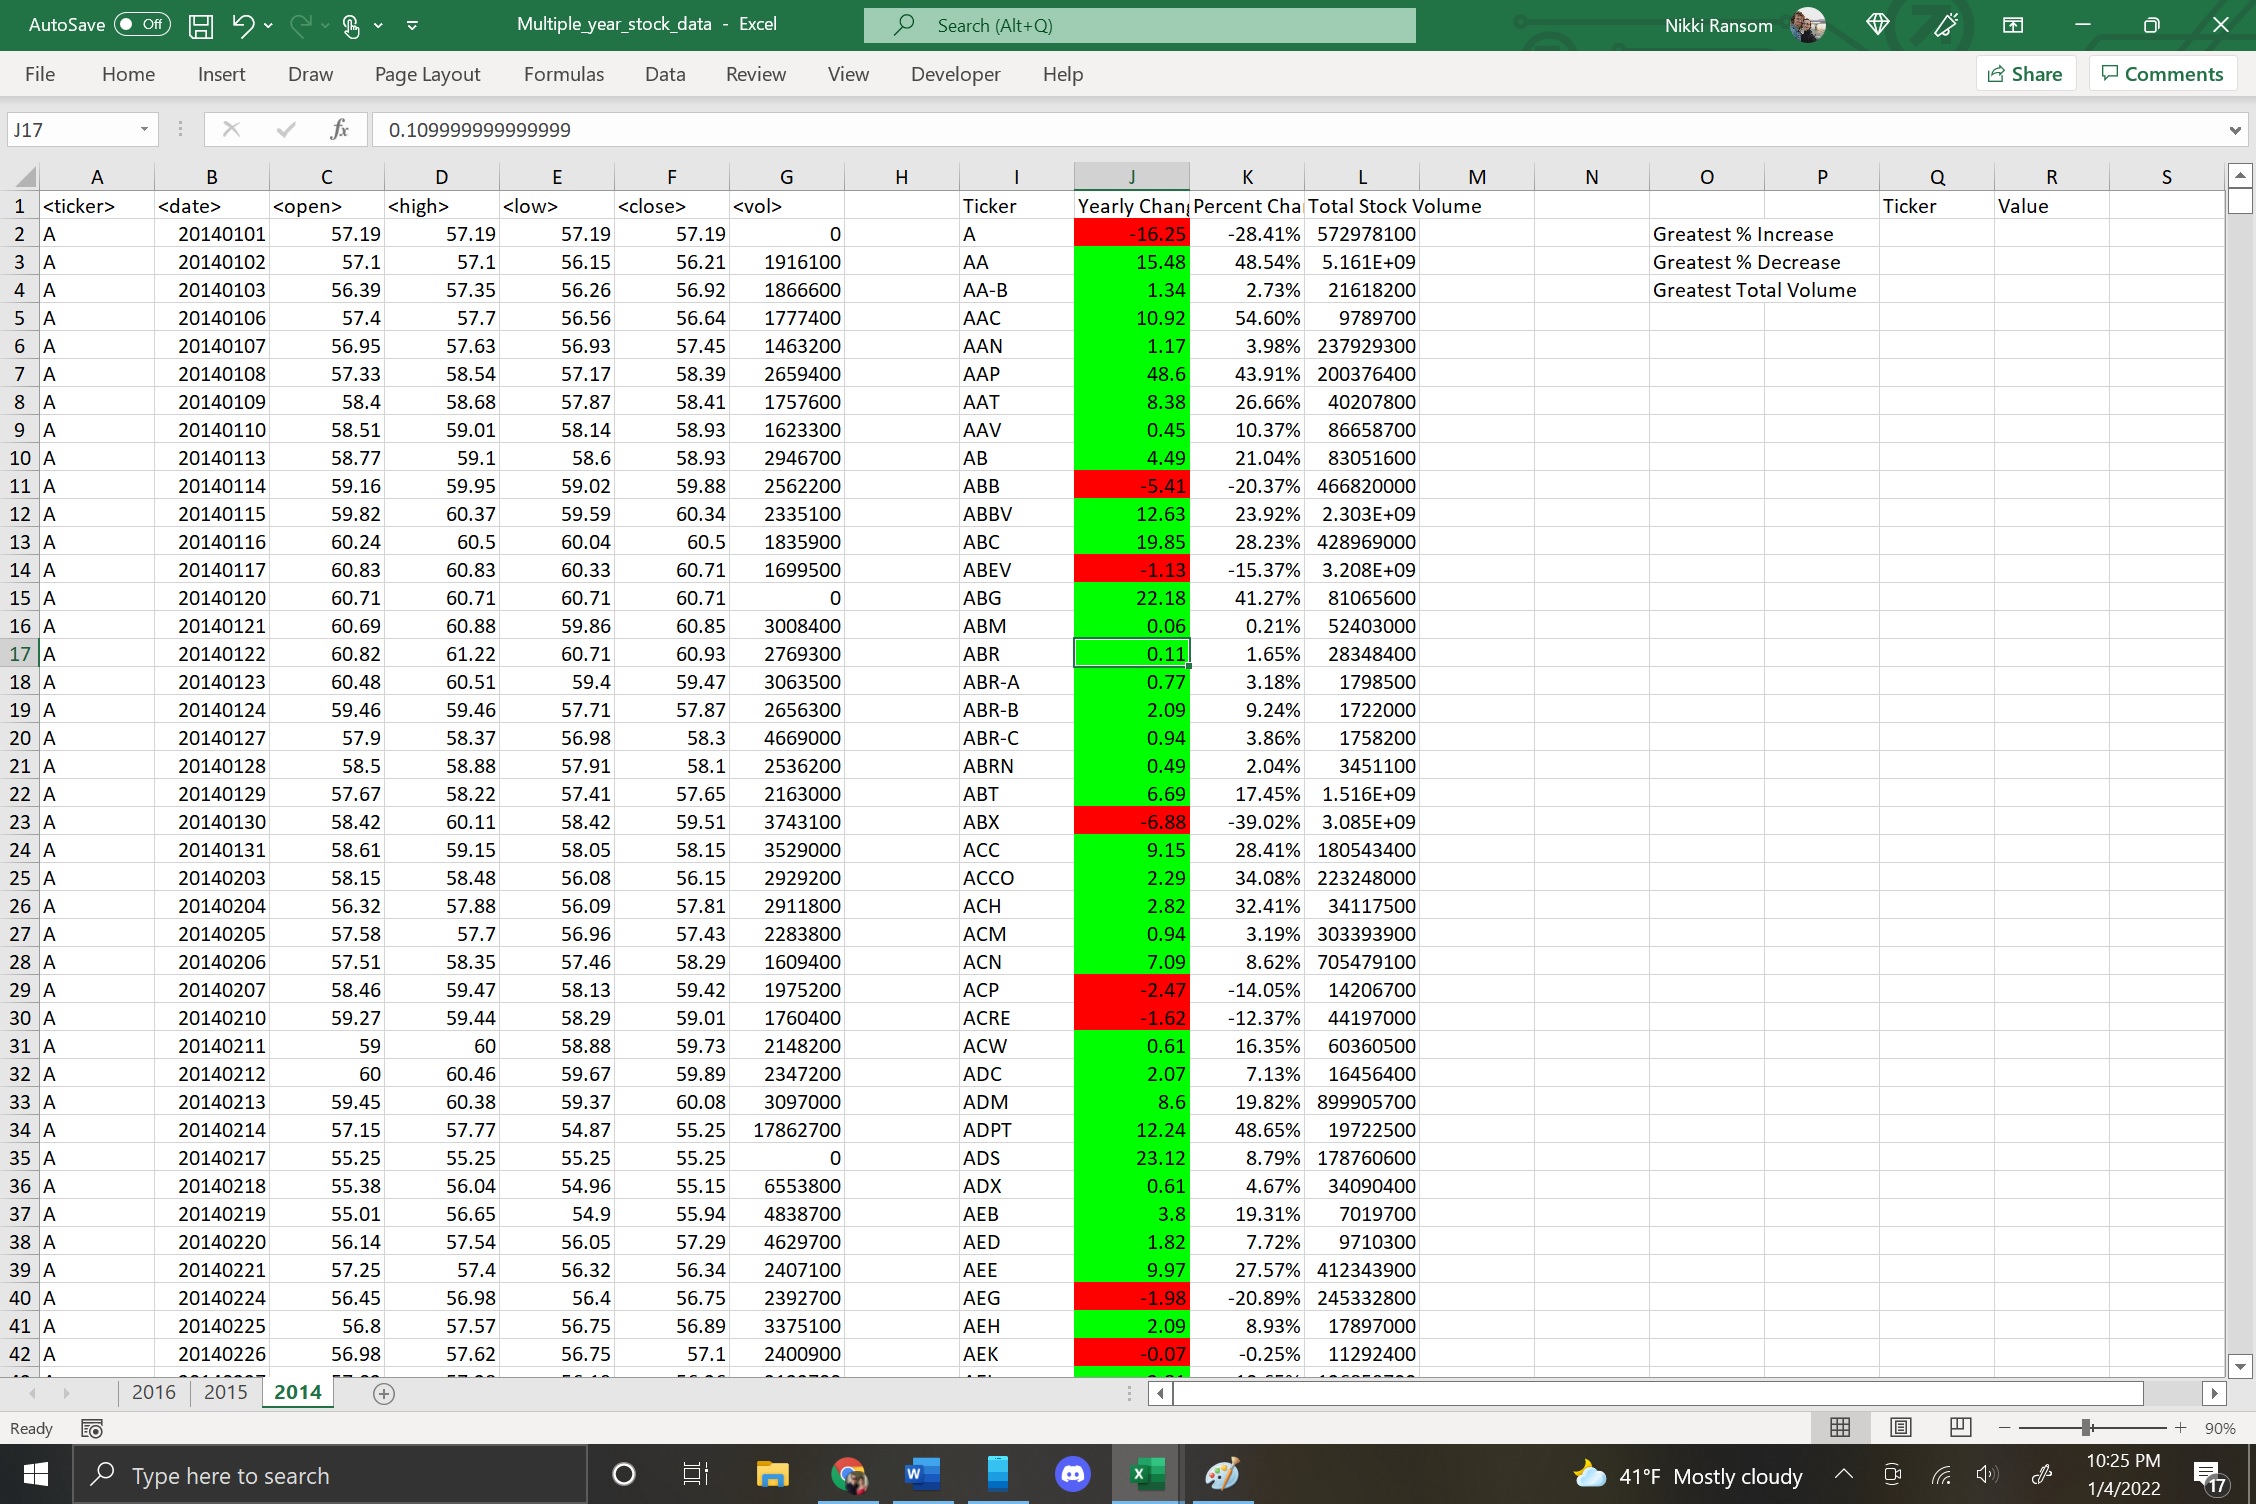 AutoSave Off Multiple_year_stock_data - Excel Search (Alt+Q) Nikki Ransom
File Home Insert Draw Page Layout Formulas Data Review View Developer Help Share Comments
J17 fx 0.109999999999999
A B C D E F G H I J K L M N O P Q R S
1 <ticker> <date> <open> <high> <low> <close> <vol> Ticker Yearly Chang Percent Cha Total Stock Volume Ticker Value
2 A 20140101 57.19 57.19 57.19 57.19 0 A -16.25 -28.41% 572978100 Greatest % Increase
3 A 20140102 57.1 57.1 56.15 56.21 1916100 AA 15.48 48.54% 5.161E+09 Greatest % Decrease
4 A 20140103 56.39 57.35 56.26 56.92 1866600 AA-B 1.34 2.73% 21618200 Greatest Total Volume
5 A 20140106 57.4 57.7 56.56 56.64 1777400 AAC 10.92 54.60% 9789700
6 A 20140107 56.95 57.63 56.93 57.45 1463200 AAN 1.17 3.98% 237929300
7 A 20140108 57.33 58.54 57.17 58.39 2659400 AAP 48.6 43.91% 200376400
8 A 20140109 58.4 58.68 57.87 58.41 1757600 AAT 8.38 26.66% 40207800
9 A 20140110 58.51 59.01 58.14 58.93 1623300 AAV 0.45 10.37% 86658700
10 A 20140113 58.77 59.1 58.6 58.93 2946700 AB 4.49 21.04% 83051600
11 A 20140114 59.16 59.95 59.02 59.88 2562200 ABB -5.41 -20.37% 466820000
12 A 20140115 59.82 60.37 59.59 60.34 2335100 ABBV 12.63 23.92% 2.303E+09
13 A 20140116 60.24 60.5 60.04 60.5 1835900 ABC 19.85 28.23% 428969000
14 A 20140117 60.83 60.83 60.33 60.71 1699500 ABEV -1.13 -15.37% 3.208E+09
15 A 20140120 60.71 60.71 60.71 60.71 0 ABG 22.18 41.27% 81065600
16 A 20140121 60.69 60.88 59.86 60.85 3008400 ABM 0.06 0.21% 52403000
17 A 20140122 60.82 61.22 60.71 60.93 2769300 ABR 0.11 1.65% 28348400
18 A 20140123 60.48 60.51 59.4 59.47 3063500 ABR-A 0.77 3.18% 1798500
19 A 20140124 59.46 59.46 57.71 57.87 2656300 ABR-B 2.09 9.24% 1722000
20 A 20140127 57.9 58.37 56.98 58.3 4669000 ABR-C 0.94 3.86% 1758200
21 A 20140128 58.5 58.88 57.91 58.1 2536200 ABRN 0.49 2.04% 3451100
22 A 20140129 57.67 58.22 57.41 57.65 2163000 ABT 6.69 17.45% 1.516E+09
23 A 20140130 58.42 60.11 58.42 59.51 3743100 ABX -6.88 -39.02% 3.085E+09
24 A 20140131 58.61 59.15 58.05 58.15 3529000 ACC 9.15 28.41% 180543400
25 A 20140203 58.15 58.48 56.08 56.15 2929200 ACCO 2.29 34.08% 223248000
26 A 20140204 56.32 57.88 56.09 57.81 2911800 ACH 2.82 32.41% 34117500
27 A 20140205 57.58 57.7 56.96 57.43 2283800 ACM 0.94 3.19% 303393900
28 A 20140206 57.51 58.35 57.46 58.29 1609400 ACN 7.09 8.62% 705479100
29 A 20140207 58.46 59.47 58.13 59.42 1975200 ACP -2.47 -14.05% 14206700
30 A 20140210 59.27 59.44 58.29 59.01 1760400 ACRE -1.62 -12.37% 44197000
31 A 20140211 59 60 58.88 59.73 2148200 ACW 0.61 16.35% 60360500
32 A 20140212 60 60.46 59.67 59.89 2347200 ADC 2.07 7.13% 16456400
33 A 20140213 59.45 60.38 59.37 60.08 3097000 ADM 8.6 19.82% 899905700
34 A 20140214 57.15 57.77 54.87 55.25 17862700 ADPT 12.24 48.65% 19722500
35 A 20140217 55.25 55.25 55.25 55.25 0 ADS 23.12 8.79% 178760600
36 A 20140218 55.38 56.04 54.96 55.15 6553800 ADX 0.61 4.67% 34090400
37 A 20140219 55.01 56.65 54.9 55.94 4838700 AEB 3.8 19.31% 7019700
38 A 20140220 56.14 57.54 56.05 57.29 4629700 AED 1.82 7.72% 9710300
39 A 20140221 57.25 57.4 56.32 56.34 2407100 AEE 9.97 27.57% 412343900
40 A 20140224 56.45 56.98 56.4 56.75 2392700 AEG -1.98 -20.89% 245332800
41 A 20140225 56.8 57.57 56.75 56.89 3375100 AEH 2.09 8.93% 17897000
42 A 20140226 56.98 57.62 56.75 57.1 2400900 AEK -0.07 -0.25% 11292400
2016 2015 2014
Ready 90%
Type here to search 41°F Mostly cloudy 10:25 PM
1/4/2022 17